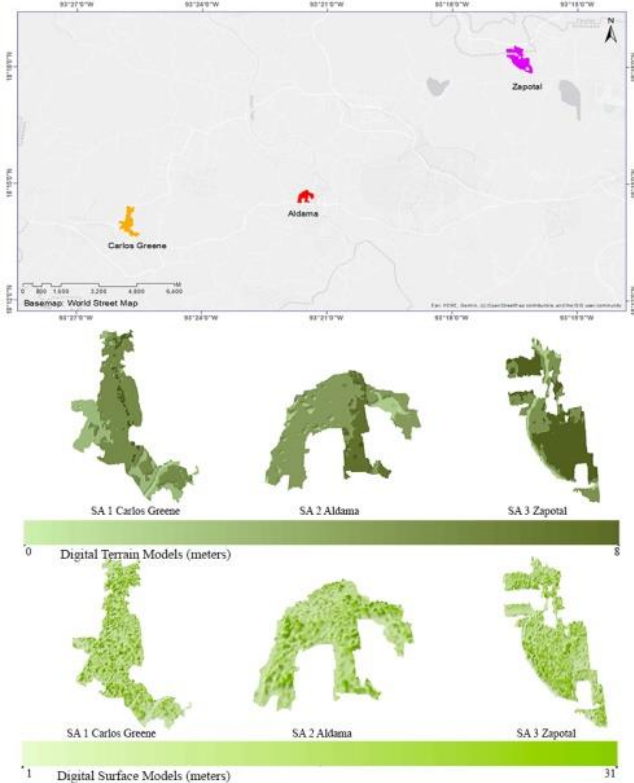 93°27'0"W 93°24'0"W 93°21'0"W 93°18'0"W 93°15'0"W
N
Zapotal
Aldama
Carlos Greene
0 800 1,600 3,200 4,800 6,400
Basemap: World Street Map
93°27'0"W 93°24'0"W 93°21'0"W 93°18'0"W 93°15'0"W
SA 1 Carlos Greene SA 2 Aldama SA 3 Zapotal
0 8
Digital Terrain Models (meters)
SA 1 Carlos Greene SA 2 Aldama SA 3 Zapotal
1 31
Digital Surface Models (meters)